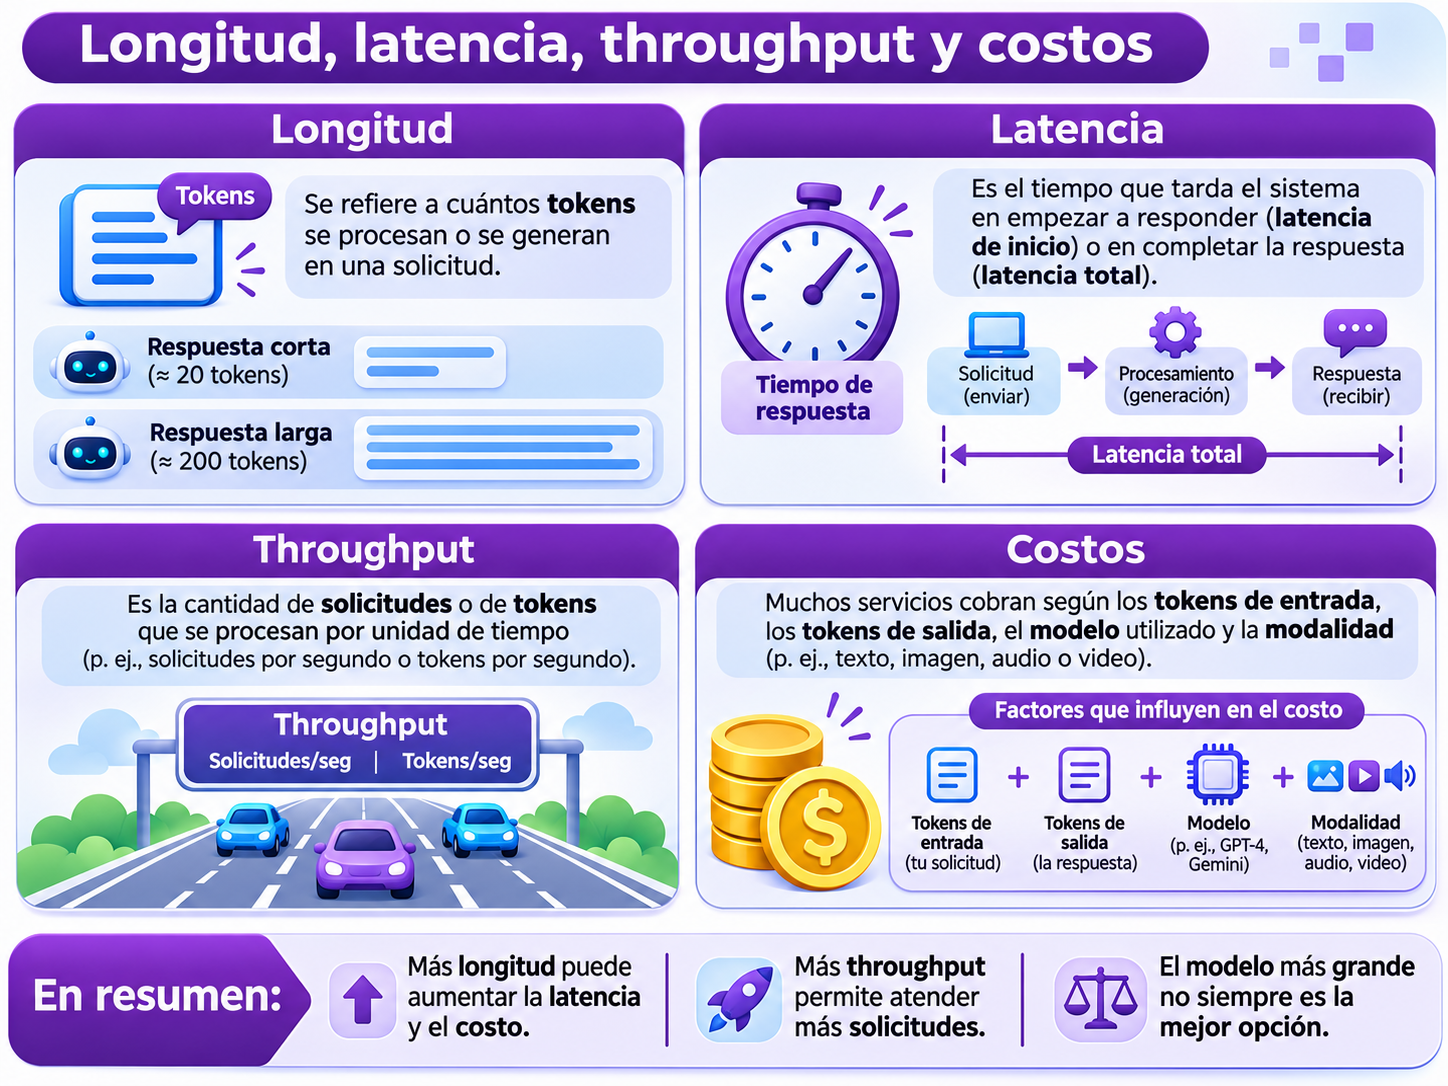 Longitud, latencia, throughput y costos
Longitud
Tokens
Se refiere a cuántos tokens
se procesan o se generan
en una solicitud.
Respuesta corta
(≈ 20 tokens)
Respuesta larga
(≈ 200 tokens)
Latencia
Es el tiempo que tarda el sistema
en empezar a responder (latencia
de inicio) o en completar la respuesta
(latencia total).
Tiempo de
respuesta
Solicitud
(enviar)
Procesamiento
(generación)
Respuesta
(recibir)
Latencia total
Throughput
Es la cantidad de solicitudes o de tokens
que se procesan por unidad de tiempo
(p. ej., solicitudes por segundo o tokens por segundo).
Throughput
Solicitudes/seg | Tokens/seg
Costos
Muchos servicios cobran según los tokens de entrada,
los tokens de salida, el modelo utilizado y la modalidad
(p. ej., texto, imagen, audio o video).
Factores que influyen en el costo
Tokens de
entrada
(tu solicitud)
+
Tokens de
salida
(la respuesta)
+
Modelo
(p. ej., GPT-4,
Gemini)
+
Modalidad
(texto, imagen,
audio, video)
En resumen:
Más longitud puede
aumentar la latencia
y el costo.
Más throughput
permite atender
más solicitudes.
El modelo más grande
no siempre es la
mejor opción.